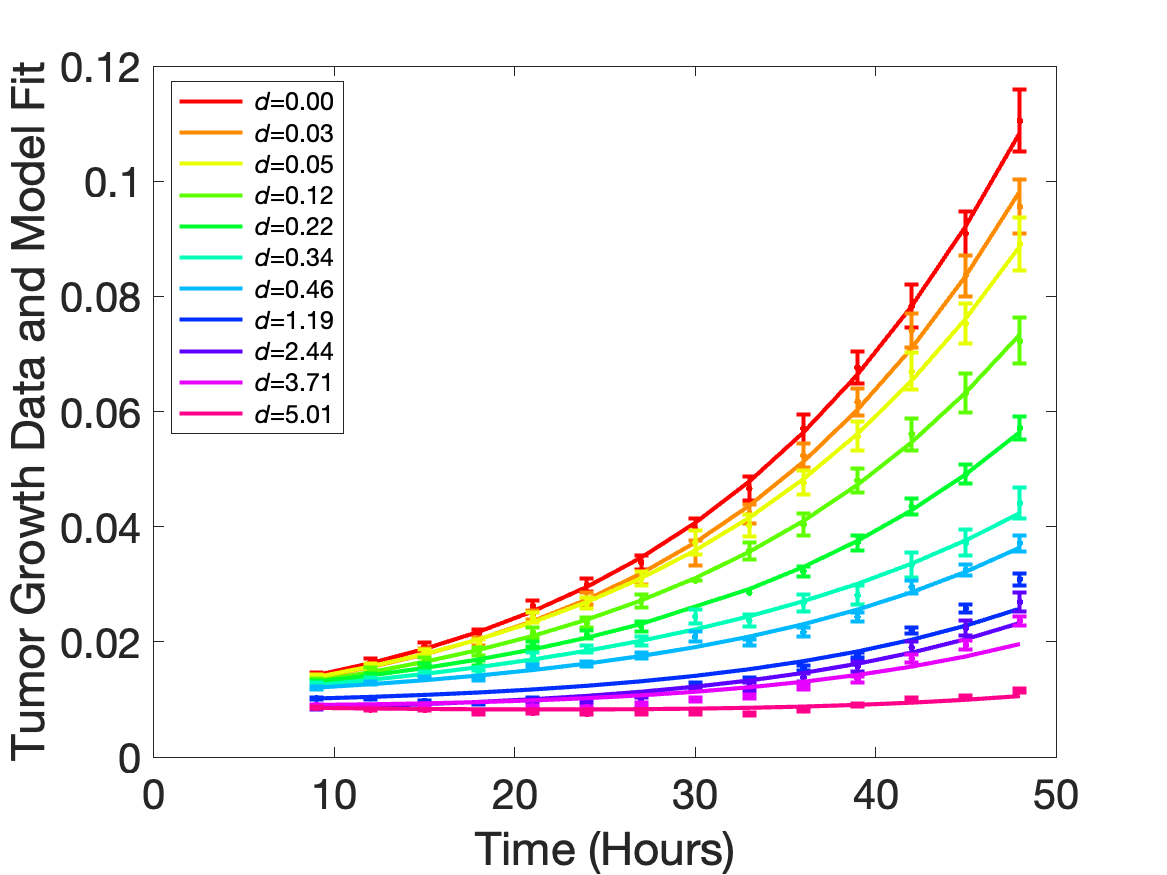 Tumor Growth Data and Model Fit
0.12
0.1
0.08
0.06
0.04
0.02
0
d=0.00
d=0.03
d=0.05
d=0.12
d=0.22
d=0.34
d=0.46
d=1.19
d=2.44
d=3.71
d=5.01
0 10 20 30 40 50
Time (Hours)